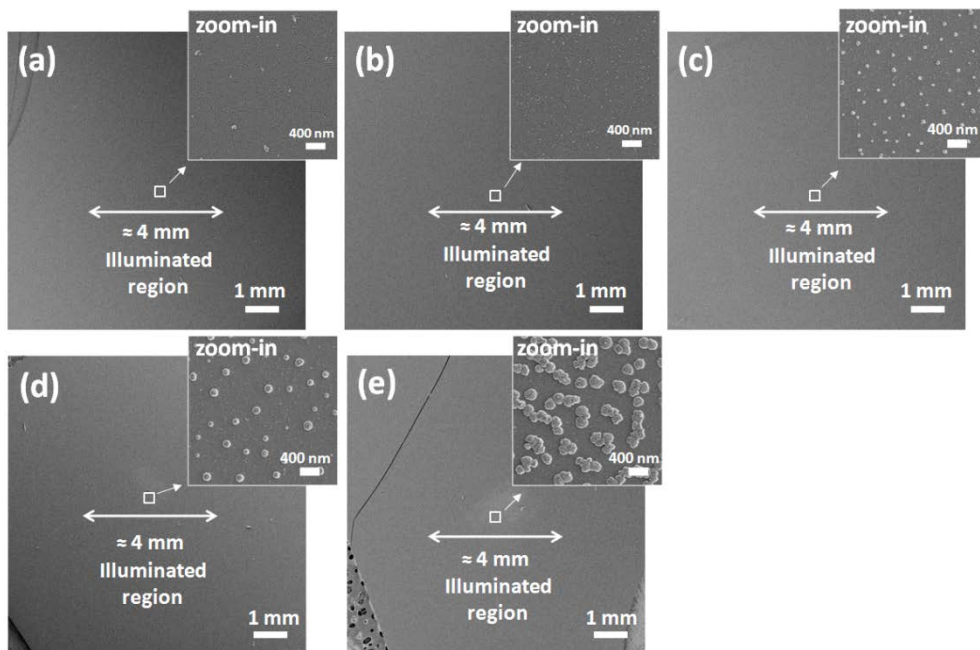 (a)
zoom-in
400 nm
≈ 4 mm
Illuminated
region
1 mm
(b)
zoom-in
400 nm
≈ 4 mm
Illuminated
region
1 mm
(c)
zoom-in
400 nm
≈ 4 mm
Illuminated
region
1 mm
(d)
zoom-in
400 nm
≈ 4 mm
Illuminated
region
1 mm
(e)
zoom-in
400 nm
≈ 4 mm
Illuminated
region
1 mm